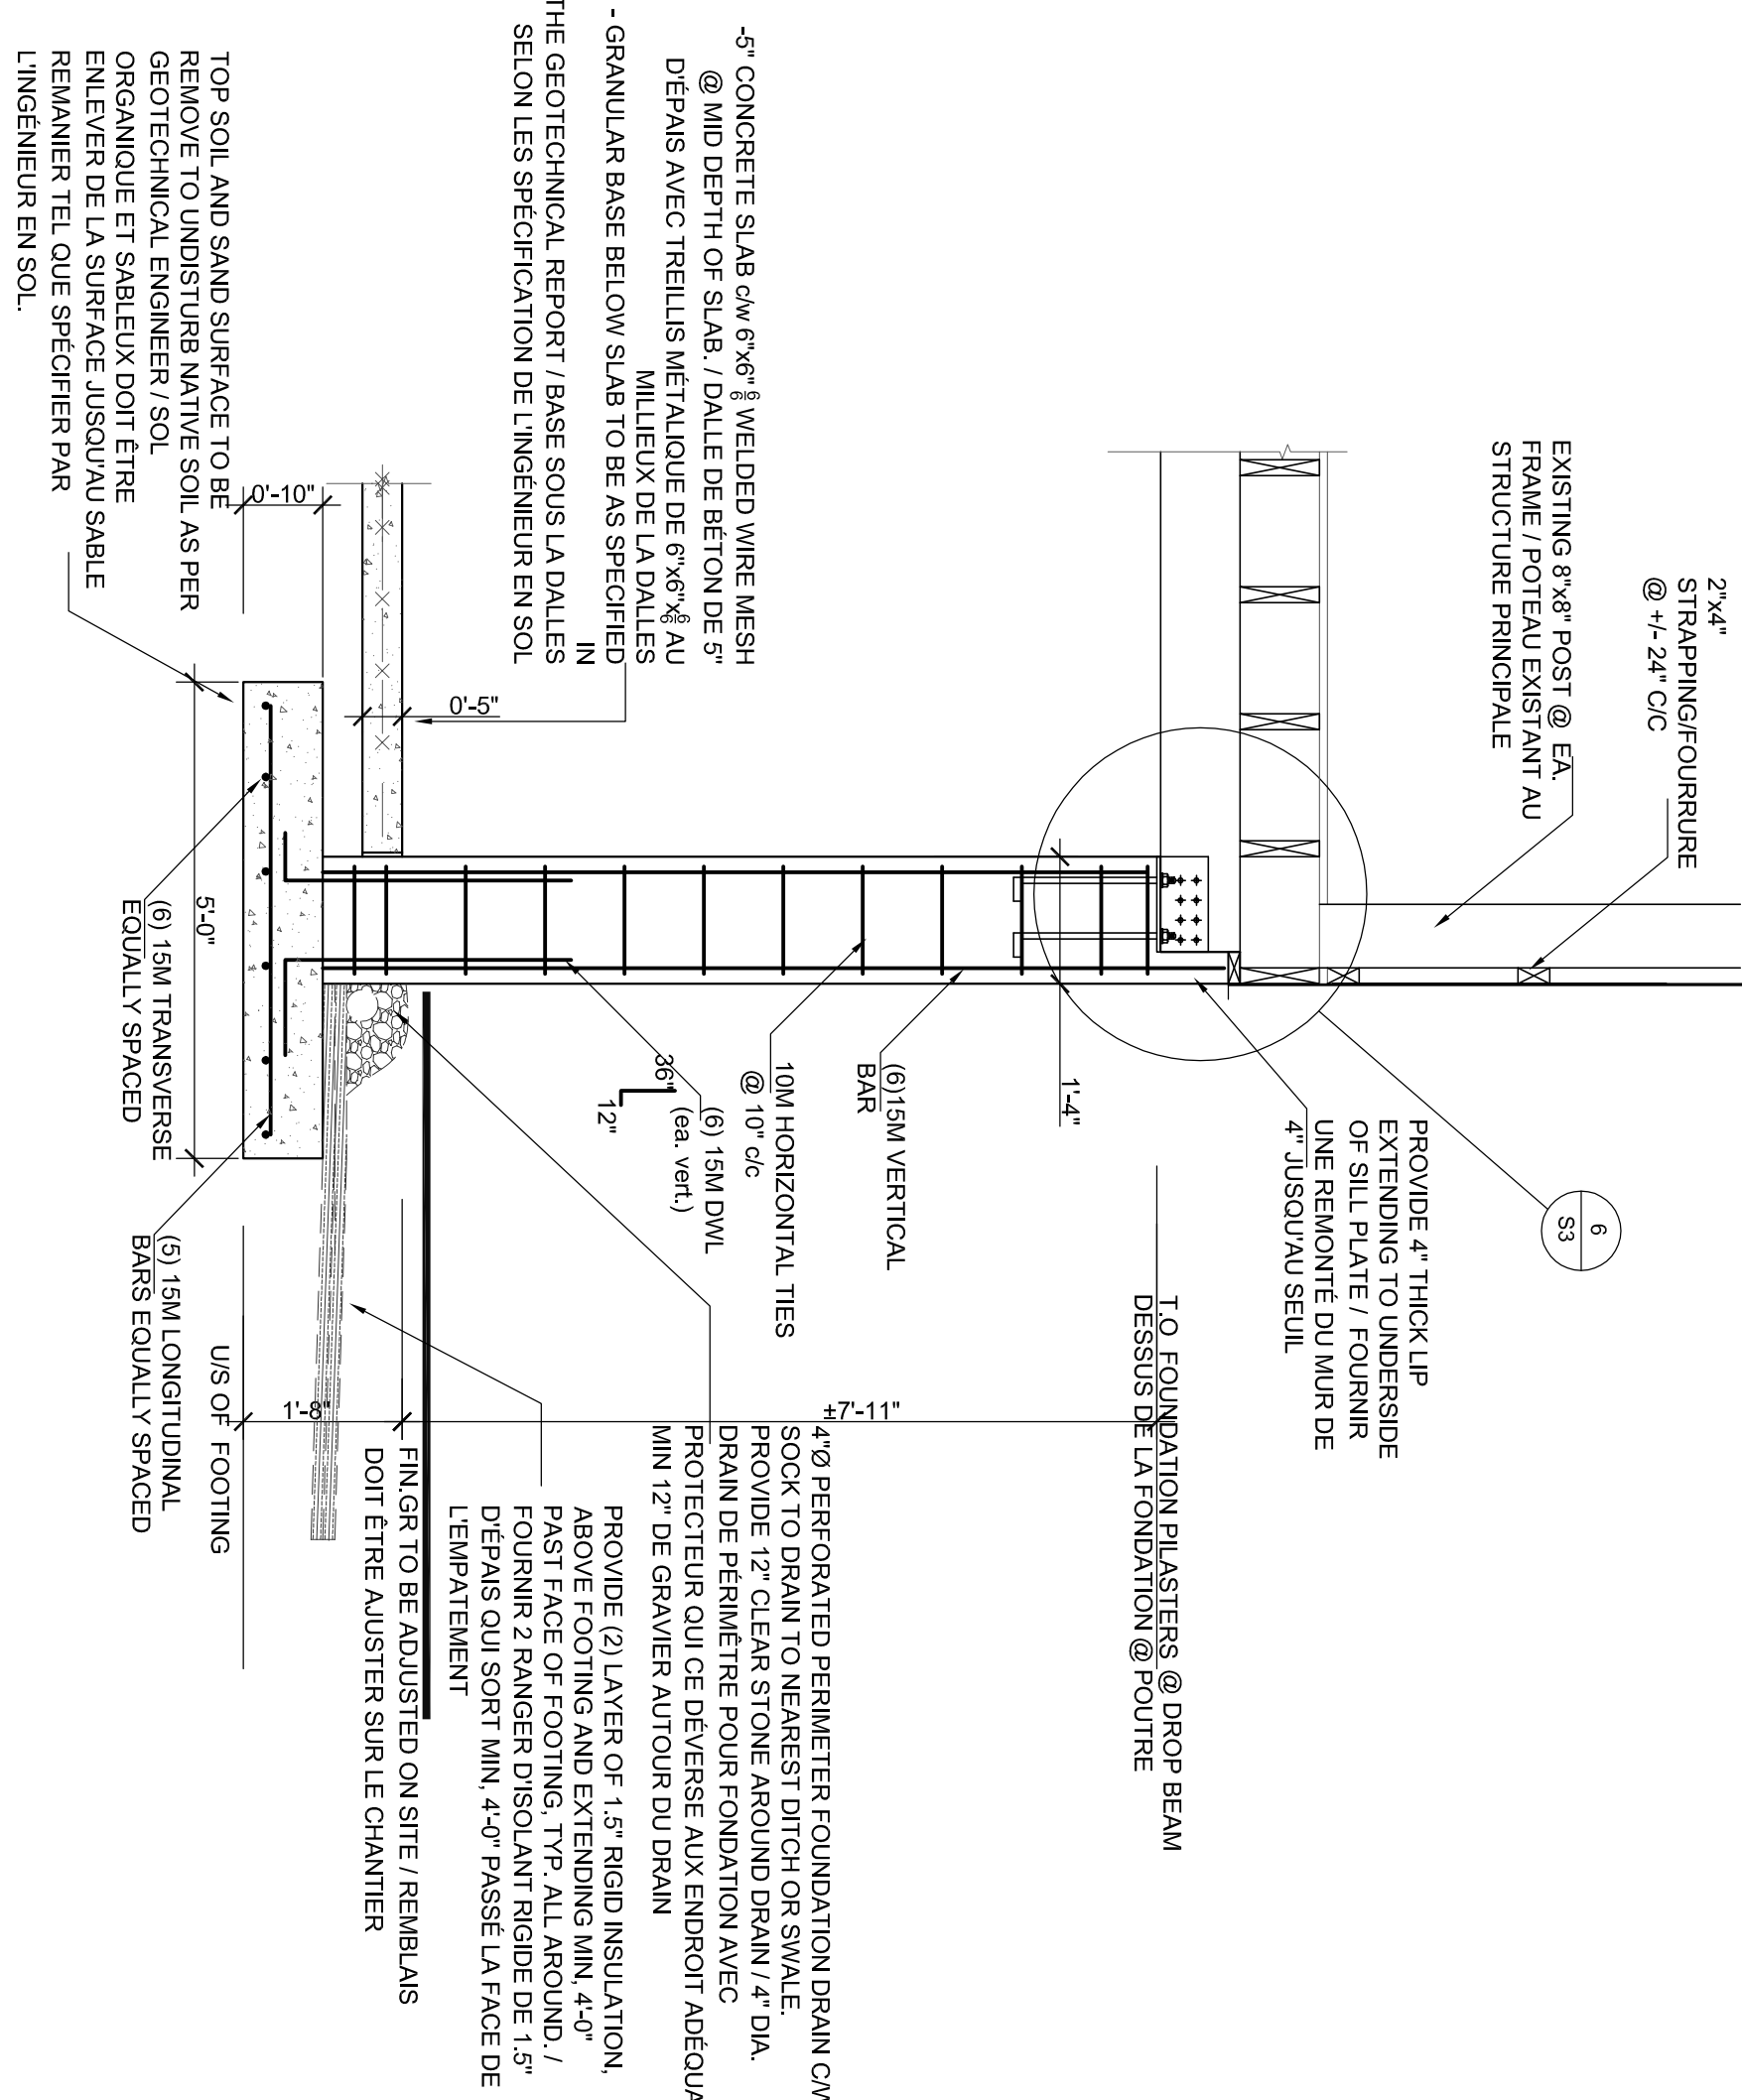 2"x4"
STRAPPING/FOURRURE
@ +/- 24" C/C
EXISTING 8"x8" POST @ EA.
FRAME / POTEAU EXISTANT AU
STRUCTURE PRINCIPALE
6
S3
PROVIDE 4" THICK LIP
EXTENDING TO UNDERSIDE
OF SILL PLATE / FOURNIR
UNE REMONTÉ DU MUR DE
4" JUSQU'AU SEUIL
T.O FOUNDATION PILASTERS @ DROP BEAM
DESSUS DE LA FONDATION @ POUTRE
1'-4"
(6)15M VERTICAL
BAR
10M HORIZONTAL TIES
@ 10" c/c
(6) 15M DWL
(ea. vert.)
36"
12"
±7'-11"
-5" CONCRETE SLAB c/w 6"x6" 6/6 WELDED WIRE MESH
@ MID DEPTH OF SLAB. / DALLE DE BÉTON DE 5"
D'ÉPAIS AVEC TREILLIS MÉTALIQUE DE 6"x6"x6/6 AU
MILLIEUX DE LA DALLES
- GRANULAR BASE BELOW SLAB TO BE AS SPECIFIED
IN
THE GEOTECHNICAL REPORT / BASE SOUS LA DALLES
SELON LES SPÉCIFICATION DE L'INGÉNIEUR EN SOL
0'-5"
4"Ø PERFORATED PERIMETER FOUNDATION DRAIN C/W
SOCK TO DRAIN TO NEAREST DITCH OR SWALE.
PROVIDE 12" CLEAR STONE AROUND DRAIN / 4" DIA.
DRAIN DE PÉRIMÊTRE POUR FONDATION AVEC
PROTECTEUR QUI CE DÉVERSE AUX ENDROIT ADÉQUA
MIN 12" DE GRAVIER AUTOUR DU DRAIN
PROVIDE (2) LAYER OF 1.5" RIGID INSULATION,
ABOVE FOOTING AND EXTENDING MIN, 4'-0"
PAST FACE OF FOOTING, TYP. ALL AROUND. /
FOURNIR 2 RANGER D'ISOLANT RIGIDE DE 1.5"
D'ÉPAIS QUI SORT MIN, 4'-0" PASSÉ LA FACE DE
L'EMPATEMENT
FIN.GR TO BE ADJUSTED ON SITE / REMBLAIS
DOIT ÊTRE AJUSTER SUR LE CHANTIER
1'-8"
U/S OF FOOTING
0'-10"
TOP SOIL AND SAND SURFACE TO BE
REMOVE TO UNDISTURB NATIVE SOIL AS PER
GEOTECHNICAL ENGINEER / SOL
ORGANIQUE ET SABLEUX DOIT ÊTRE
ENLEVER DE LA SURFACE JUSQU'AU SABLE
REMANIER TEL QUE SPÉCIFIER PAR
L'INGÉNIEUR EN SOL.
5'-0"
(6) 15M TRANSVERSE
EQUALLY SPACED
(5) 15M LONGITUDINAL
BARS EQUALLY SPACED